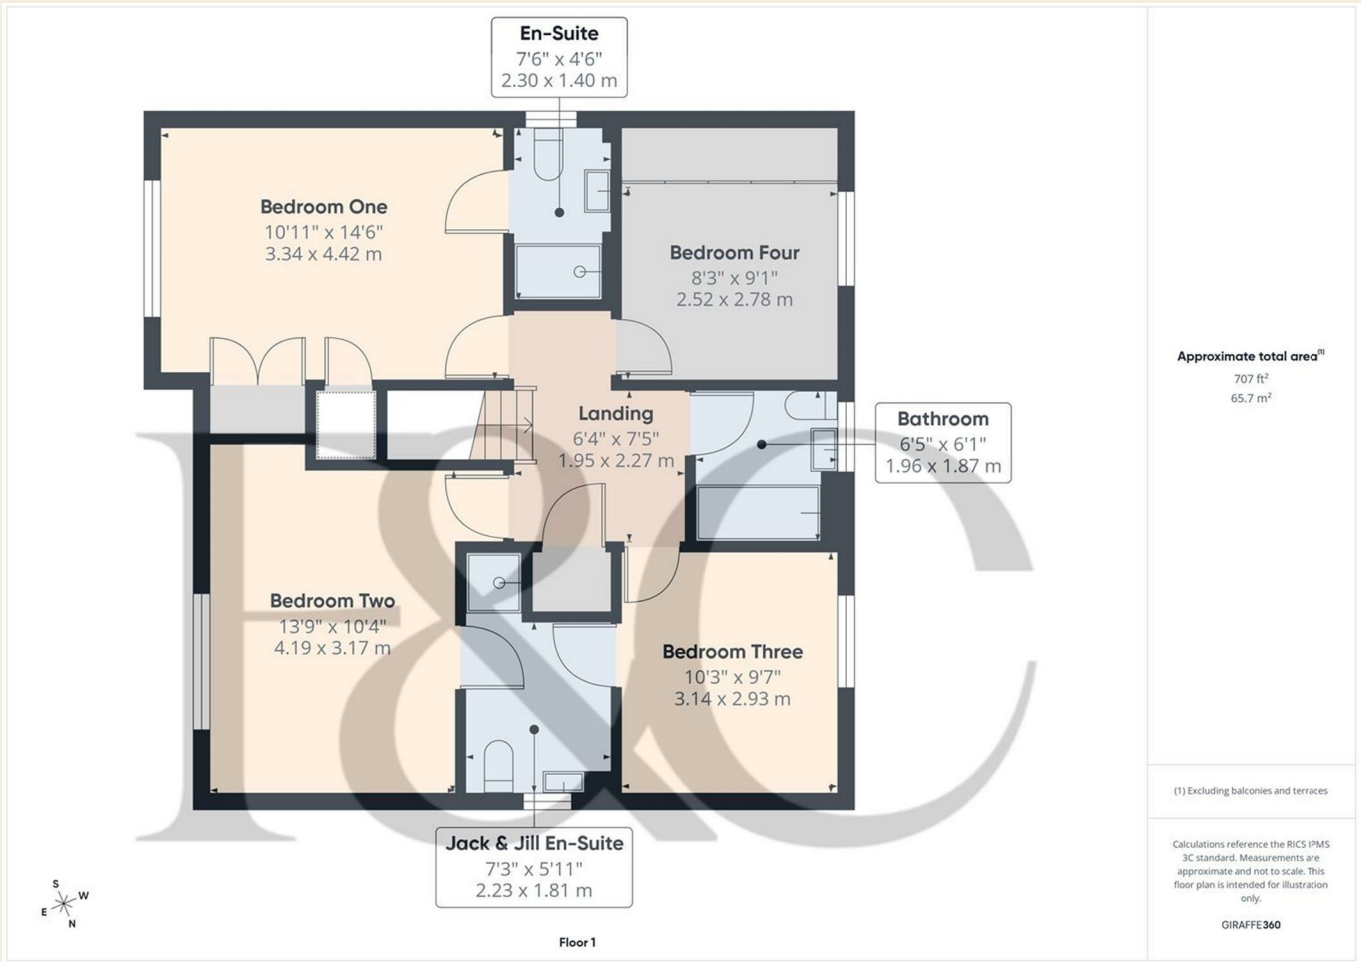 En-Suite
7'6" x 4'6"
2.30 x 1.40 m
Bedroom One
10'11" x 14'6"
3.34 x 4.42 m
Bedroom Four
8'3" x 9'1"
2.52 x 2.78 m
Landing
6'4" x 7'5"
1.95 x 2.27 m
Bathroom
6'5" x 6'1"
1.96 x 1.87 m
Bedroom Two
13'9" x 10'4"
4.19 x 3.17 m
Bedroom Three
10'3" x 9'7"
3.14 x 2.93 m
Jack & Jill En-Suite
7'3" x 5'11"
2.23 x 1.81 m
F&C
S
W
E
N
Floor 1
Approximate total area(1)
707 ft²
65.7 m²
(1) Excluding balconies and terraces
Calculations reference the RICS IPMS
3C standard. Measurements are
approximate and not to scale. This
floor plan is intended for illustration
only.
GIRAFFE360